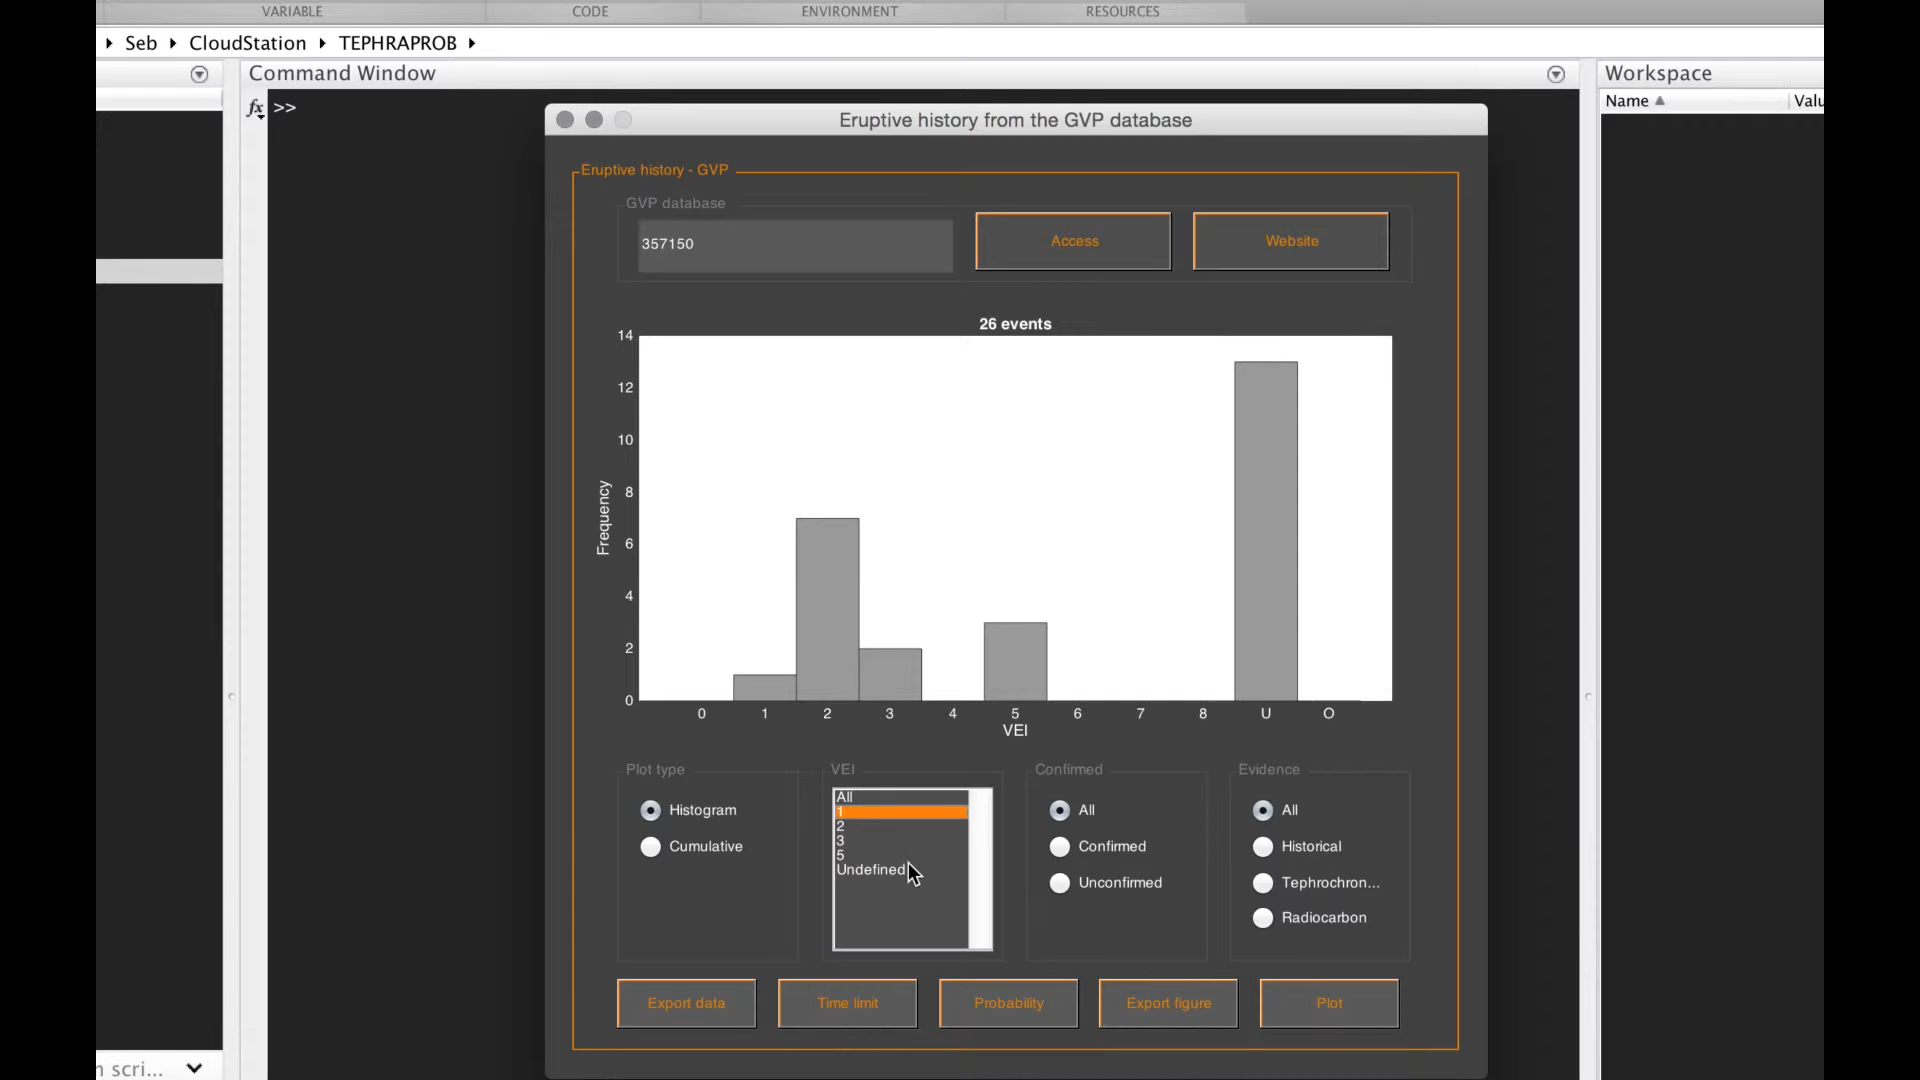 VARIABLE CODE ENVIRONMENT RESOURCES
Seb CloudStation TEPHRAPROB
Command Window
Workspace
Name
Valu
fx >>
Eruptive history from the GVP database
Eruptive history - GVP
GVP database
357150
Access
Website
26 events
14
12
10
8
6
4
2
0
Frequency
0 1 2 3 4 5 6 7 8 U O
VEI
Plot type
Histogram
Cumulative
VEI
All
1
2
3
5
Undefined
Confirmed
All
Confirmed
Unconfirmed
Evidence
All
Historical
Tephrochron...
Radiocarbon
Export data
Time limit
Probability
Export figure
Plot
scri...